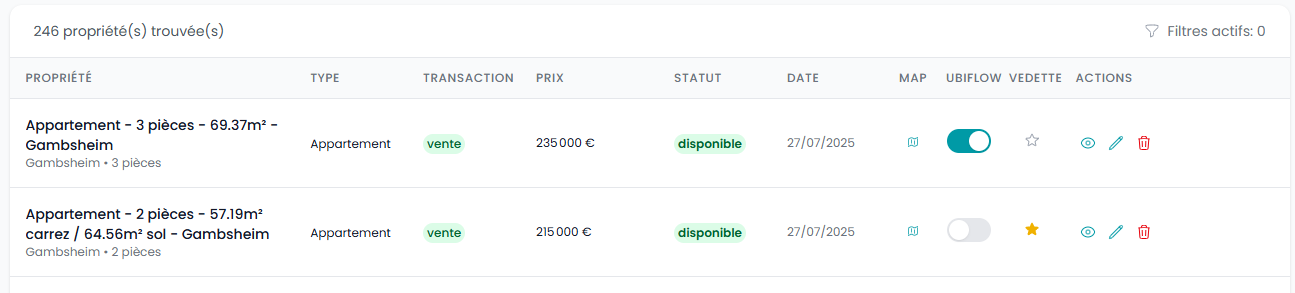 246 propriété(s) trouvée(s) Filtres actifs: 0
PROPRIÉTÉ TYPE TRANSACTION PRIX STATUT DATE MAP UBIFLOW VEDETTE ACTIONS
Appartement - 3 pièces - 69.37m² -
Gambsheim
Gambsheim • 3 pièces
Appartement vente 235 000 € disponible 27/07/2025
Appartement - 2 pièces - 57.19m²
carrez / 64.56m² sol - Gambsheim
Gambsheim • 2 pièces
Appartement vente 215 000 € disponible 27/07/2025